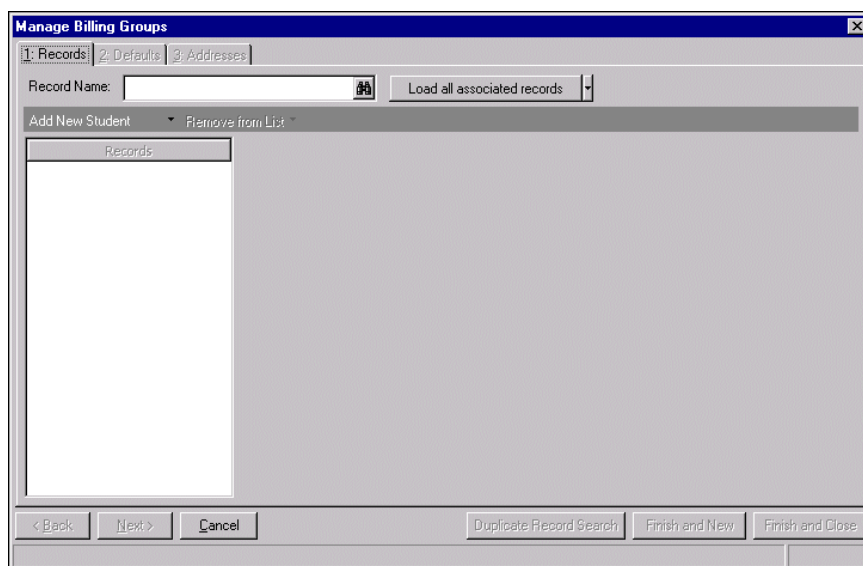 Manage Billing Groups
1: Records 2: Defaults 3: Addresses
Record Name: Load all associated records
Add New Student Remove from List
Records
< Back Next > Cancel Duplicate Record Search Finish and New Finish and Close